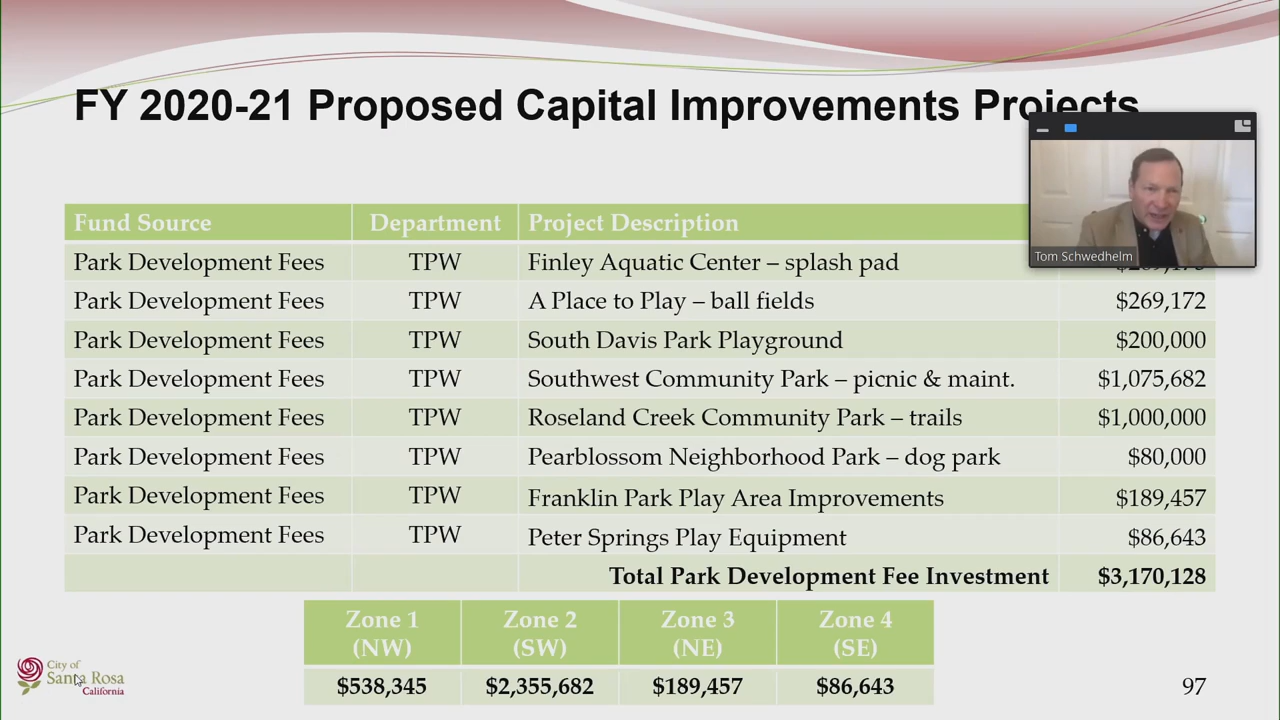 FY 2020-21 Proposed Capital Improvements Projects
Tom Schwedhelm
Fund Source Department Project Description
Park Development Fees TPW Finley Aquatic Center – splash pad
Park Development Fees TPW A Place to Play – ball fields $269,172
Park Development Fees TPW South Davis Park Playground $200,000
Park Development Fees TPW Southwest Community Park – picnic & maint. $1,075,682
Park Development Fees TPW Roseland Creek Community Park – trails $1,000,000
Park Development Fees TPW Pearblossom Neighborhood Park – dog park $80,000
Park Development Fees TPW Franklin Park Play Area Improvements $189,457
Park Development Fees TPW Peter Springs Play Equipment $86,643
Total Park Development Fee Investment $3,170,128
Zone 1 Zone 2 Zone 3 Zone 4
(NW) (SW) (NE) (SE)
$538,345 $2,355,682 $189,457 $86,643
City of
Santa Rosa
California
97